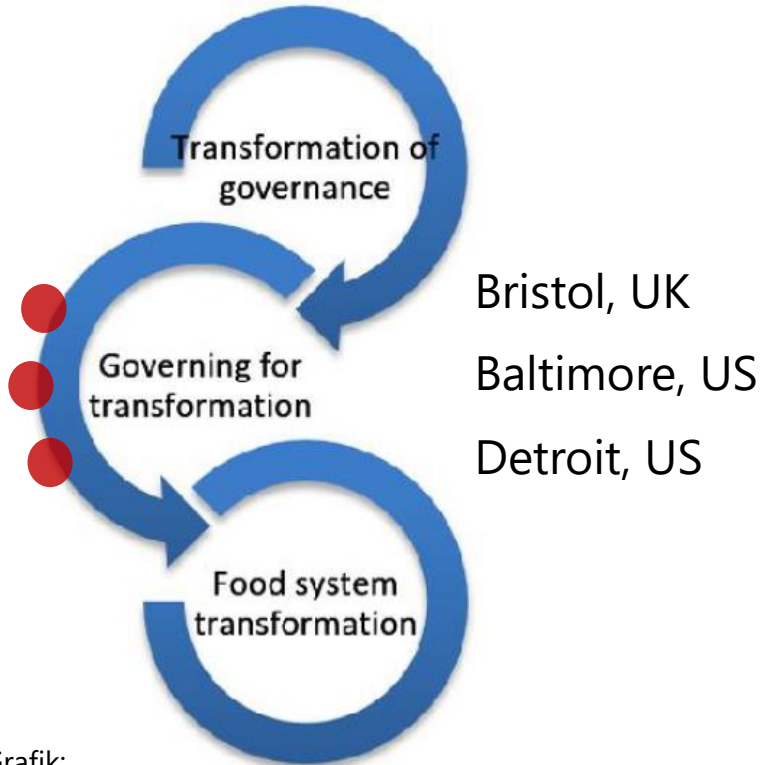 Transformation of
governance
Bristol, UK
Governing for
transformation
Baltimore, US
Detroit, US
Food system
transformation
Grafik: